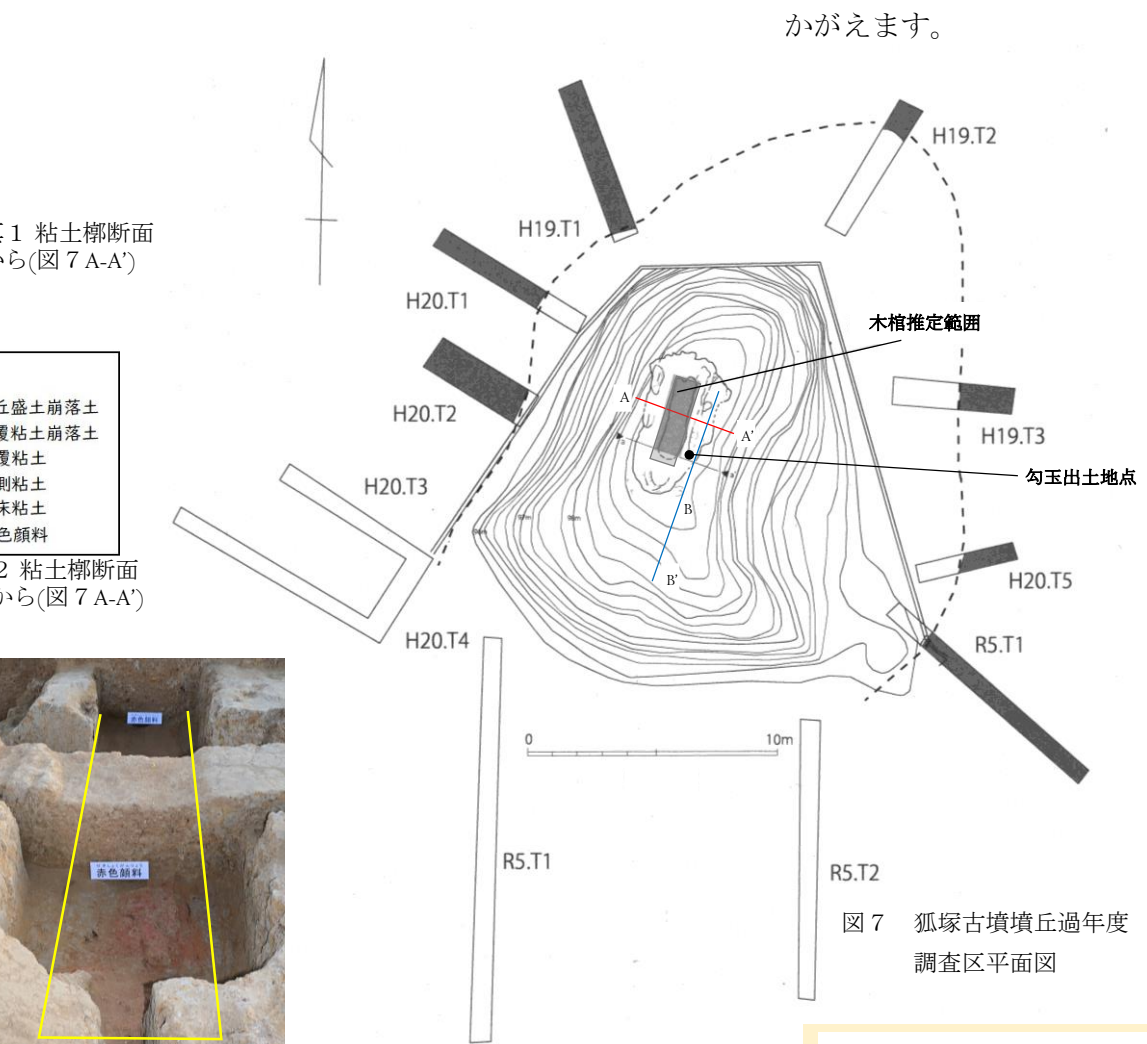 かがえます。
H19.T2
H19.T1
1 粘土槨断面
から(図 7 A-A’)
H20.T1
木棺推定範囲
H20.T2
A
A’
H19.T3
丘盛土崩落土
覆粘土崩落土
覆粘土
側粘土
床粘土
色顔料
勾玉出土地点
H20.T3
B
96m
97m
98m
2 粘土槨断面
から(図 7 A-A’)
B’
H20.T5
H20.T4
R5.T1
赤色顔料
0
10m
赤色顔料
R5.T1
R5.T2
図 7 狐塚古墳墳丘過年度
調査区平面図